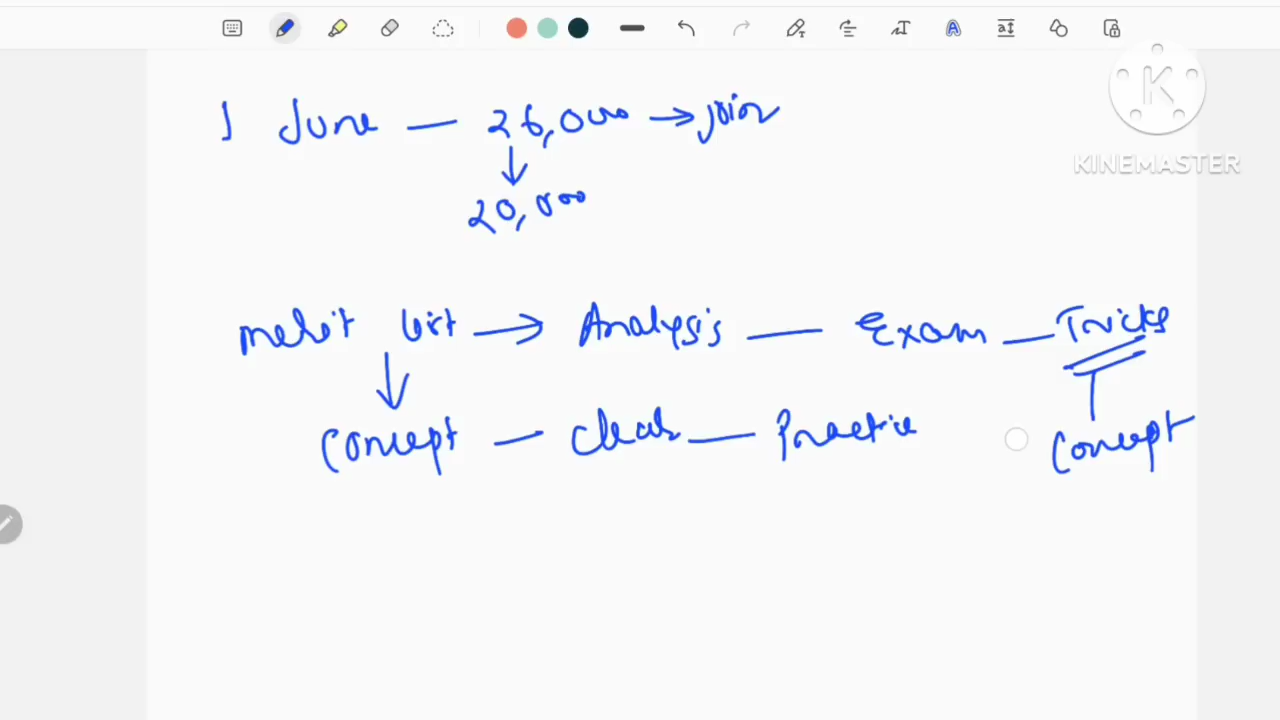 1 June — 26,000 → join
KINEMASTER
20,000
merit list → Analysis — Exam — Tricks
Concept — Clear — Practice
Concept